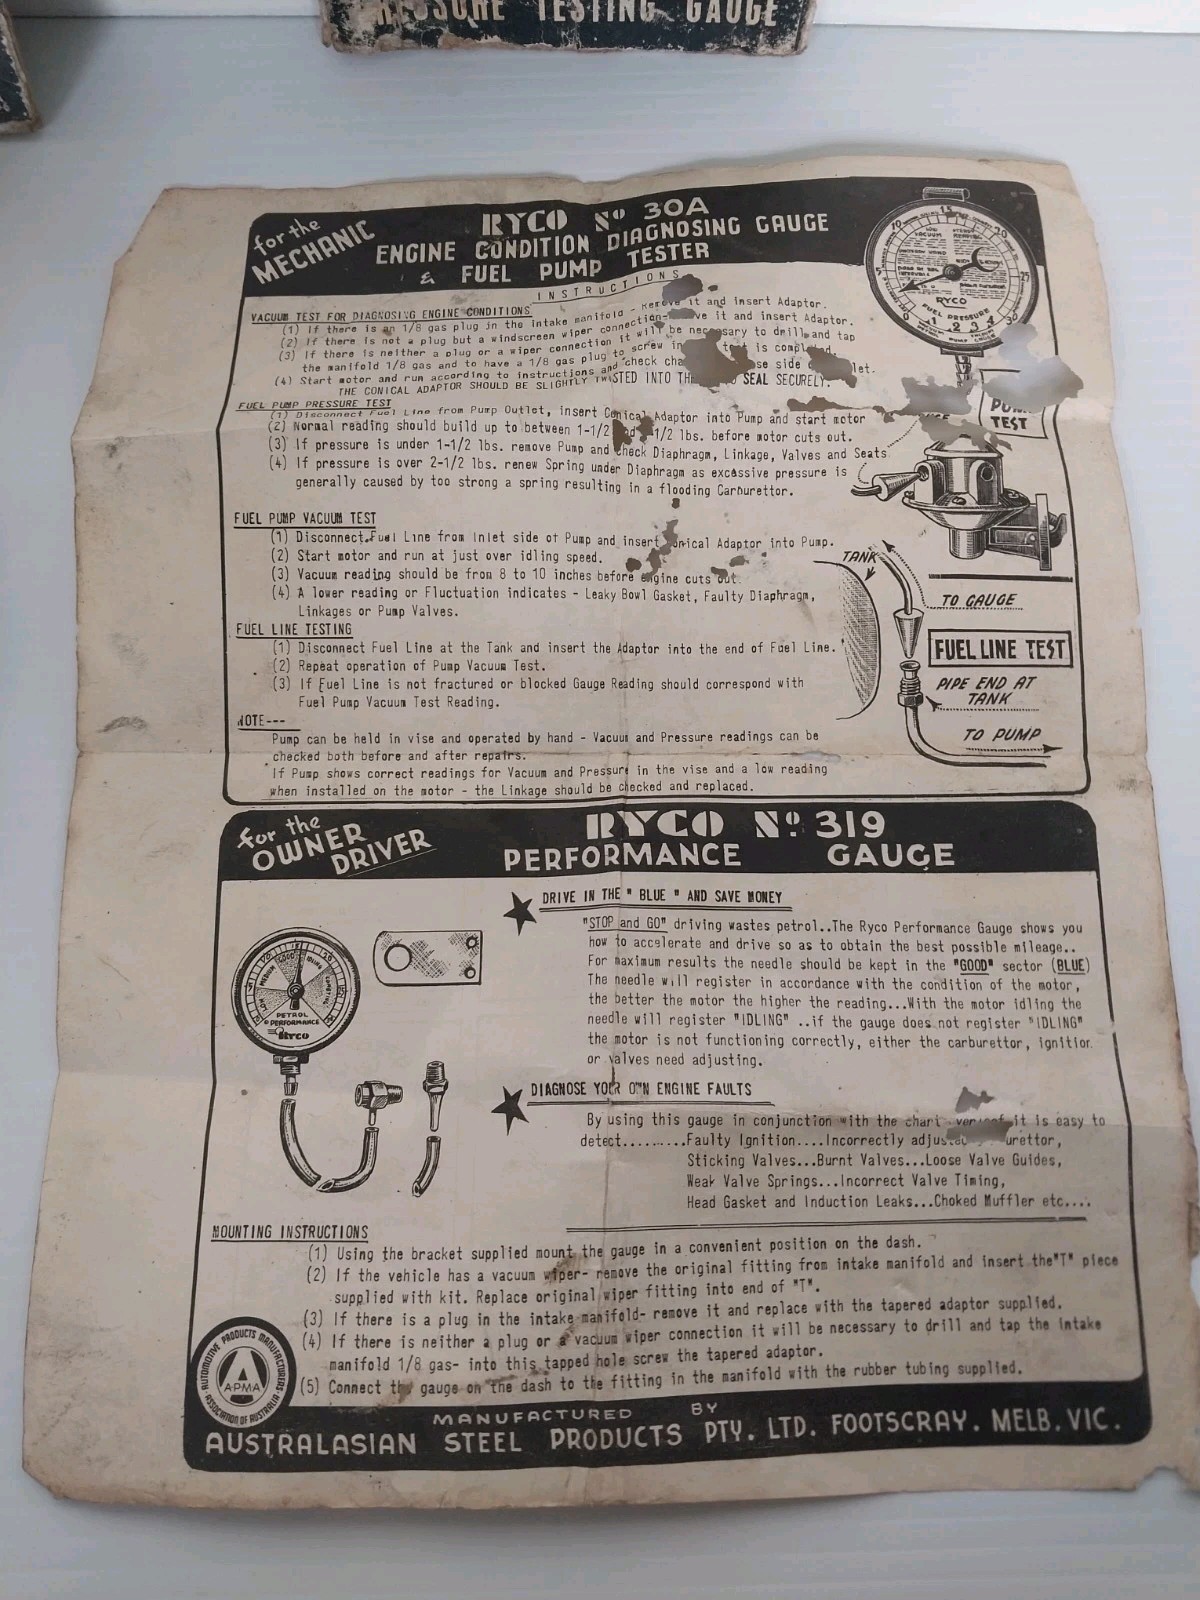 PRESSURE TESTING GAUGE
for the MECHANIC
RYCO Nº 30A
ENGINE CONDITION DIAGNOSING GAUGE
& FUEL PUMP TESTER
INSTRUCTIONS
VACUUM TEST FOR DIAGNOSING ENGINE CONDITIONS
(1) If there is an 1/8 gas plug in the intake manifold - Remove it and insert Adaptor.
(2) If there is not a plug but a windscreen wiper connection- it and insert Adaptor.
(3) If there is neither a plug or a wiper connection it will be necessary to drill and tap
the manifold 1/8 gas and to have a 1/8 gas plug to screw in test is completed.
(4) Start motor and run according to instructions and check side
THE CONICAL ADAPTOR SHOULD BE SLIGHTLY TWISTED INTO SEAL SECURELY.
FUEL PUMP PRESSURE TEST
(1) Disconnect Fuel Line from Pump Outlet, insert Conical Adaptor into Pump and start motor
(2) Normal reading should build up to between 1-1/2 and 1/2 lbs. before motor cuts out.
(3) If pressure is under 1-1/2 lbs. remove Pump and check Diaphragm, Linkage, Valves and Seats
(4) If pressure is over 2-1/2 lbs. renew Spring under Diaphragm as excessive pressure is
generally caused by too strong a spring resulting in a flooding Carburettor.
FUEL PUMP VACUUM TEST
(1) Disconnect Fuel Line from Inlet side of Pump and insert Conical Adaptor into Pump.
(2) Start motor and run at just over idling speed.
(3) Vacuum reading should be from 8 to 10 inches before engine cuts out.
(4) A lower reading or Fluctuation indicates - Leaky Bowl Gasket, Faulty Diaphragm,
Linkages or Pump Valves.
FUEL LINE TESTING
(1) Disconnect Fuel Line at the Tank and insert the Adaptor into the end of Fuel Line.
(2) Repeat operation of Pump Vacuum Test.
(3) If Fuel Line is not fractured or blocked Gauge Reading should correspond with
Fuel Pump Vacuum Test Reading.
NOTE---
Pump can be held in vise and operated by hand - Vacuum and Pressure readings can be
checked both before and after repairs.
If Pump shows correct readings for Vacuum and Pressure in the vise and a low reading
when installed on the motor - the Linkage should be checked and replaced.
0 5 10 15 20 25 30
RYCO
FUEL PRESSURE
1 2 3 4
PUMP
TEST
TANK
TO GAUGE
FUEL LINE TEST
PIPE END AT
TANK
TO PUMP
for the
OWNER
DRIVER
RYCO Nº 319
PERFORMANCE GAUGE
DRIVE IN THE "BLUE" AND SAVE MONEY
"STOP and GO" driving wastes petrol..The Ryco Performance Gauge shows you
how to accelerate and drive so as to obtain the best possible mileage..
For maximum results the needle should be kept in the "GOOD" sector (BLUE)
The needle will register in accordance with the condition of the motor,
the better the motor the higher the reading...With the motor idling the
needle will register "IDLING" ..if the gauge does not register "IDLING"
the motor is not functioning correctly, either the carburettor, ignition
or valves need adjusting.
LOW MEDIUM GOOD IDLING
PETROL
PERFORMANCE
RYCO
DIAGNOSE YOUR OWN ENGINE FAULTS
By using this gauge in conjunction with the chart it is easy to
detect.........Faulty Ignition....Incorrectly
Sticking Valves...Burnt Valves...Loose Valve Guides,
Weak Valve Springs...Incorrect Valve Timing,
Head Gasket and Induction Leaks...Choked Muffler etc....
MOUNTING INSTRUCTIONS
(1) Using the bracket supplied mount the gauge in a convenient position on the dash.
(2) If the vehicle has a vacuum wiper- remove the original fitting from intake manifold and insert the "T" piece
supplied with kit. Replace original wiper fitting into end of "T".
(3) If there is a plug in the intake manifold- remove it and replace with the tapered adaptor supplied.
(4) If there is neither a plug or a vacuum wiper connection it will be necessary to drill and tap the intake
manifold 1/8 gas- into this tapped hole screw the tapered adaptor.
(5) Connect the gauge on the dash to the fitting in the manifold with the rubber tubing supplied.
AUTOMOTIVE PRODUCTS MANUFACTURERS
A.P.M.A
ASSOCIATION OF AUSTRALIA
MANUFACTURED BY
AUSTRALASIAN STEEL PRODUCTS PTY. LTD. FOOTSCRAY. MELB. VIC.